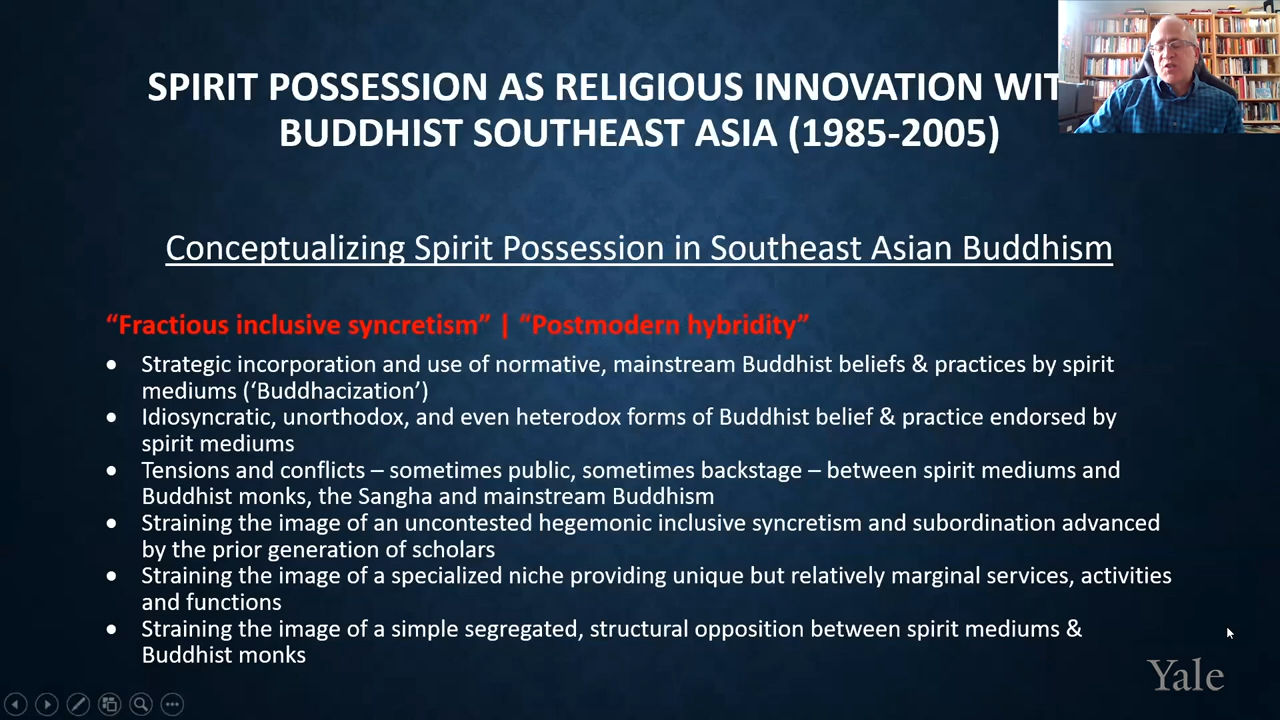 SPIRIT POSSESSION AS RELIGIOUS INNOVATION
BUDDHIST SOUTHEAST ASIA (1985-2005)
Conceptualizing Spirit Possession in Southeast Asian Buddhism
“Fractious inclusive syncretism” | “Postmodern hybridity”
• Strategic incorporation and use of normative, mainstream Buddhist beliefs & practices by spirit
mediums (‘Buddhacization’)
• Idiosyncratic, unorthodox, and even heterodox forms of Buddhist belief & practice endorsed by
spirit mediums
• Tensions and conflicts – sometimes public, sometimes backstage – between spirit mediums and
Buddhist monks, the Sangha and mainstream Buddhism
• Straining the image of an uncontested hegemonic inclusive syncretism and subordination advanced
by the prior generation of scholars
• Straining the image of a specialized niche providing unique but relatively marginal services, activities
and functions
• Straining the image of a simple segregated, structural opposition between spirit mediums &
Buddhist monks
Yale